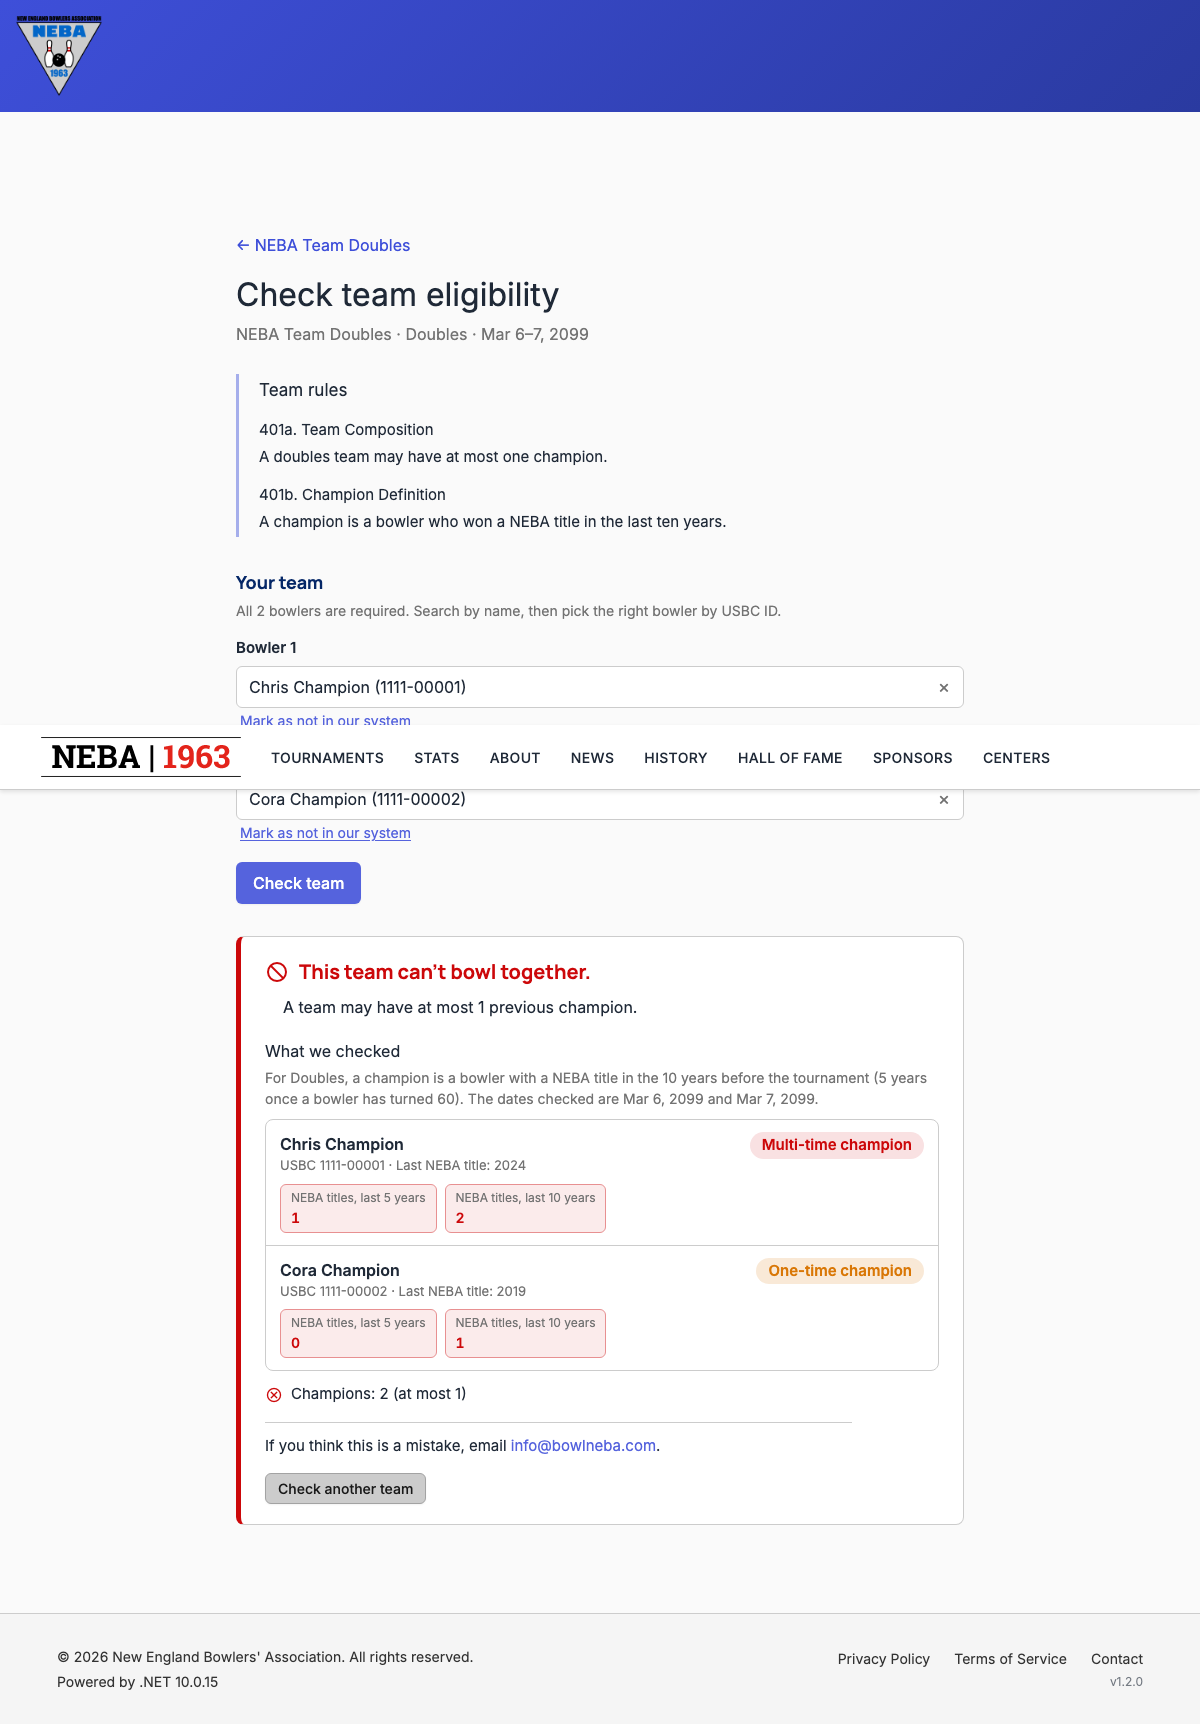 NEW ENGLAND BOWLERS ASSOCIATION
NEBA
1963
← NEBA Team Doubles
Check team eligibility
NEBA Team Doubles · Doubles · Mar 6–7, 2099
Team rules
401a. Team Composition
A doubles team may have at most one champion.
401b. Champion Definition
A champion is a bowler who won a NEBA title in the last ten years.
Your team
All 2 bowlers are required. Search by name, then pick the right bowler by USBC ID.
Bowler 1
Chris Champion (1111-00001) ×
Mark as not in our system
NEBA | 1963 TOURNAMENTS STATS ABOUT NEWS HISTORY HALL OF FAME SPONSORS CENTERS
Cora Champion (1111-00002) ×
Mark as not in our system
Check team
This team can't bowl together.
A team may have at most 1 previous champion.
What we checked
For Doubles, a champion is a bowler with a NEBA title in the 10 years before the tournament (5 years
once a bowler has turned 60). The dates checked are Mar 6, 2099 and Mar 7, 2099.
Chris Champion Multi-time champion
USBC 1111-00001 · Last NEBA title: 2024
NEBA titles, last 5 years NEBA titles, last 10 years
1 2
Cora Champion One-time champion
USBC 1111-00002 · Last NEBA title: 2019
NEBA titles, last 5 years NEBA titles, last 10 years
0 1
Champions: 2 (at most 1)
If you think this is a mistake, email info@bowlneba.com.
Check another team
© 2026 New England Bowlers' Association. All rights reserved. Privacy Policy Terms of Service Contact
Powered by .NET 10.0.15 v1.2.0